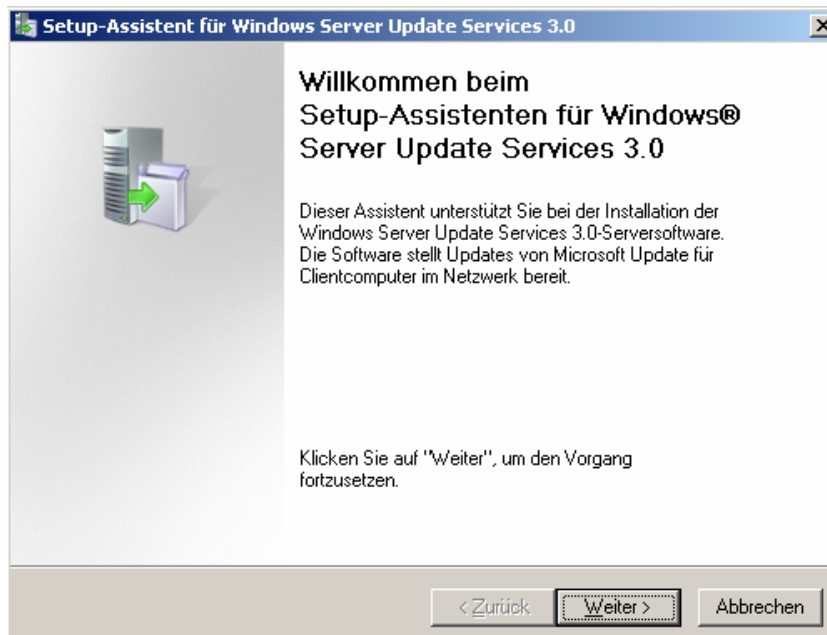 Setup-Assistent für Windows Server Update Services 3.0
Willkommen beim
Setup-Assistenten für Windows®
Server Update Services 3.0
Dieser Assistent unterstützt Sie bei der Installation der
Windows Server Update Services 3.0-Serversoftware.
Die Software stellt Updates von Microsoft Update für
Clientcomputer im Netzwerk bereit.
Klicken Sie auf "Weiter", um den Vorgang
fortzusetzen.
< Zurück Weiter > Abbrechen